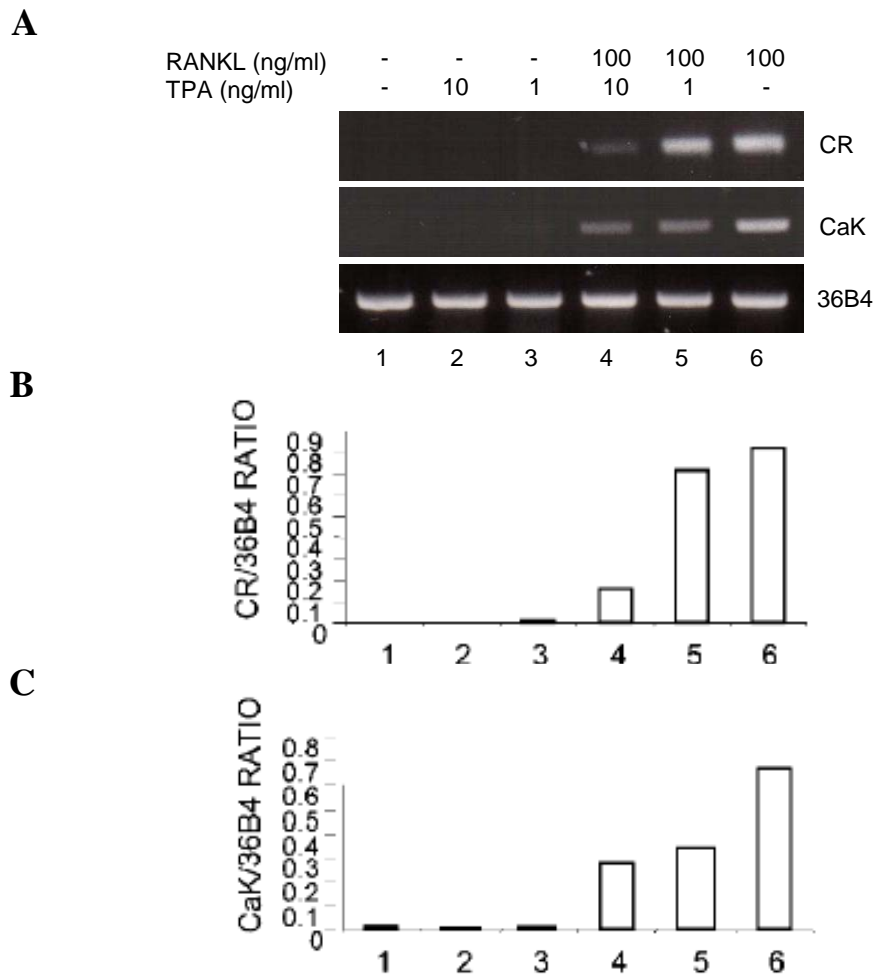 A
RANKL (ng/ml) - - - 100 100 100
TPA (ng/ml) - 10 1 10 1 -
CR
CaK
36B4
1 2 3 4 5 6
B
CR/36B4 RATIO
0.9
0.8
0.7
0.6
0.5
0.4
0.3
0.2
0.1
0
1 2 3 4 5 6
C
CaK/36B4 RATIO
0.8
0.7
0.6
0.5
0.4
0.3
0.2
0.1
0
1 2 3 4 5 6